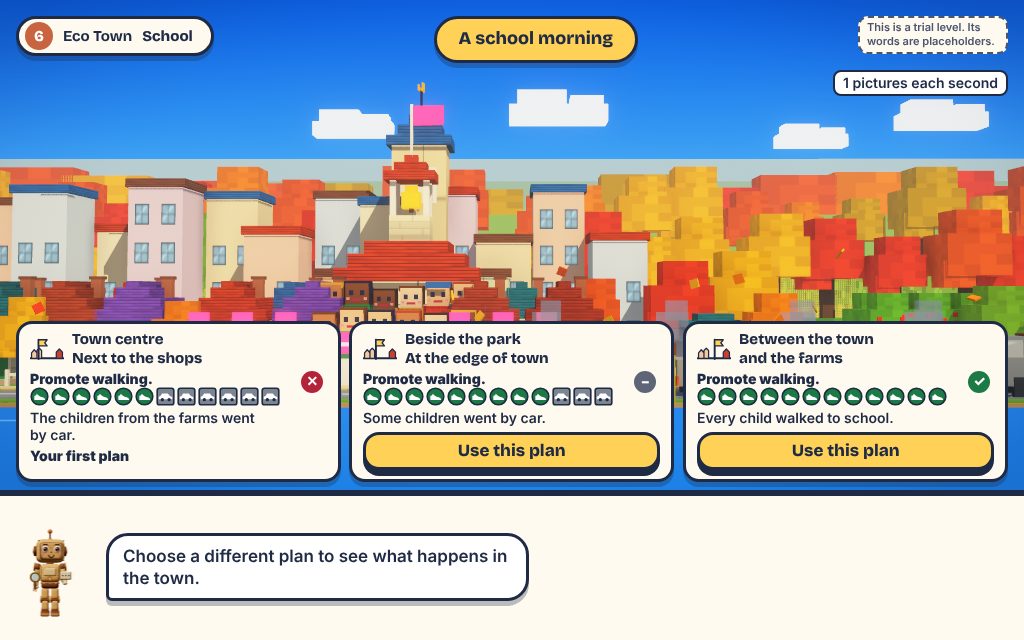 6 Eco Town School
A school morning
This is a trial level. Its
words are placeholders.
1 pictures each second
Town centre
Next to the shops
Promote walking.
The children from the farms went
by car.
Your first plan
Beside the park
At the edge of town
Promote walking.
Some children went by car.
Use this plan
Between the town
and the farms
Promote walking.
Every child walked to school.
Use this plan
Choose a different plan to see what happens in
the town.